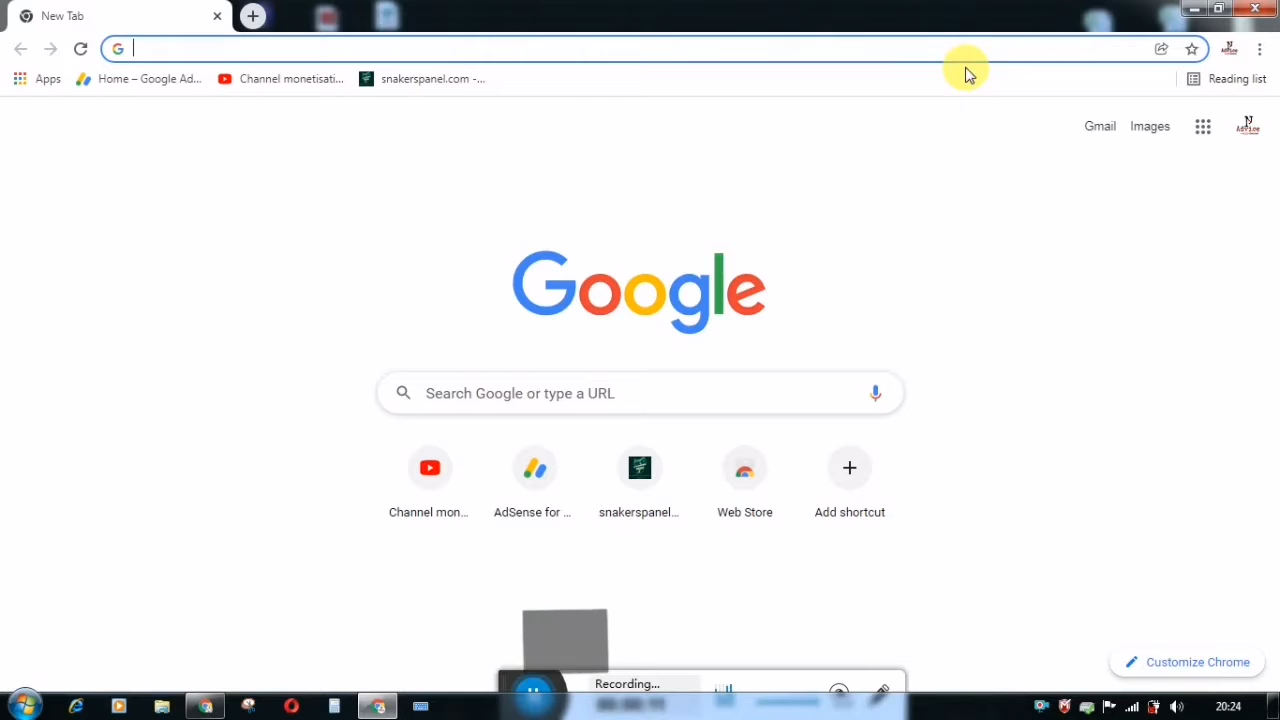 New Tab
Apps
Home – Google Ad...
Channel monetisati...
snakerspanel.com -...
Reading list
Gmail
Images
Google
Search Google or type a URL
Channel mon...
AdSense for ...
snakerspanel...
Web Store
Add shortcut
Customize Chrome
Recording...
20:24